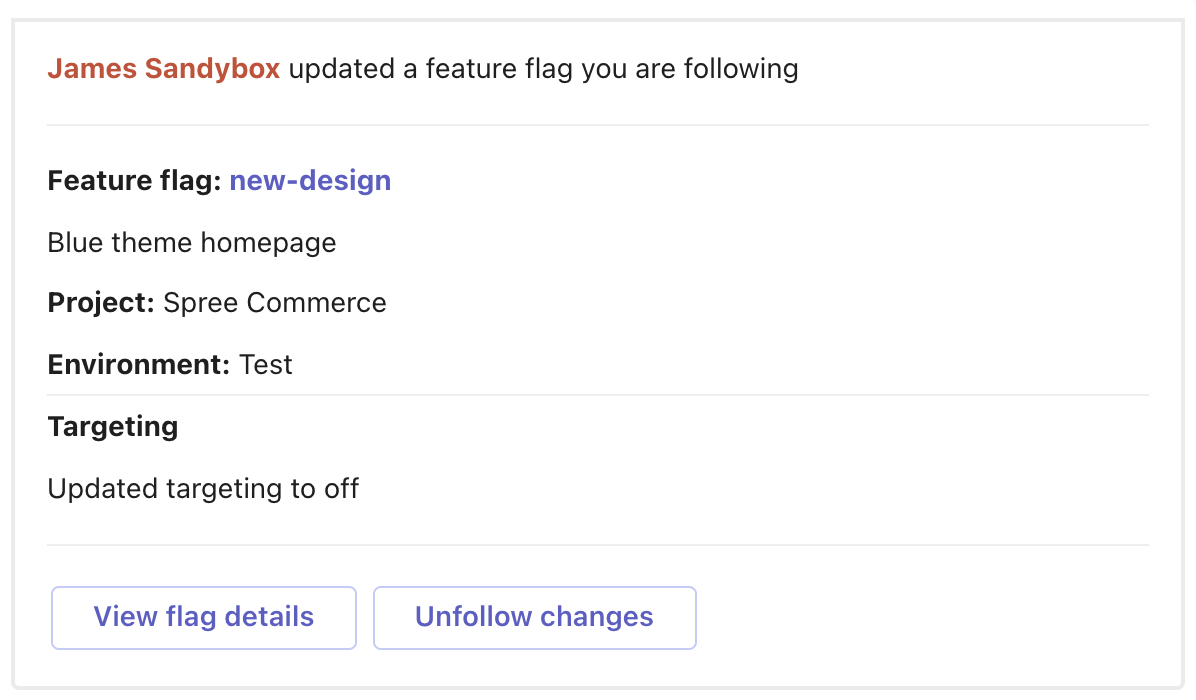 James Sandybox updated a feature flag you are following
Feature flag: new-design
Blue theme homepage
Project: Spree Commerce
Environment: Test
Targeting
Updated targeting to off
View flag details
Unfollow changes